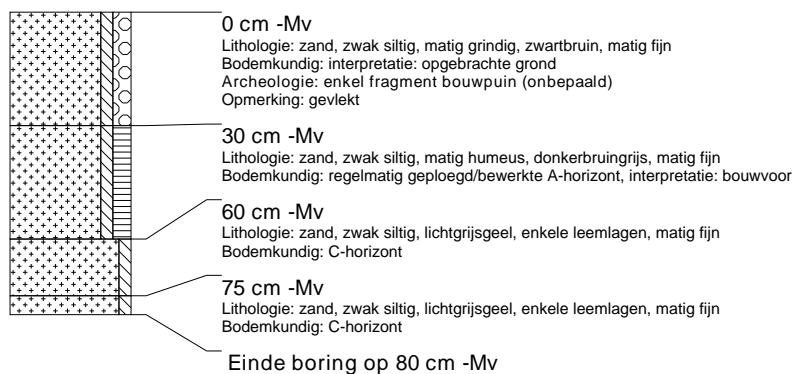 0 cm -Mv
Lithologie: zand, zwak siltig, matig grindig, zwartbruin, matig fijn
Bodemkundig: interpretatie: opgebrachte grond
Archeologie: enkel fragment bouwpuin (onbepaald)
Opmerking: gevlekt
30 cm -Mv
Lithologie: zand, zwak siltig, matig humeus, donkerbruingrijs, matig fijn
Bodemkundig: regelmatig geploegd/bewerkte A-horizont, interpretatie: bouwvoor
60 cm -Mv
Lithologie: zand, zwak siltig, lichtgrijsgeel, enkele leemlagen, matig fijn
Bodemkundig: C-horizont
75 cm -Mv
Lithologie: zand, zwak siltig, lichtgrijsgeel, enkele leemlagen, matig fijn
Bodemkundig: C-horizont
Einde boring op 80 cm -Mv